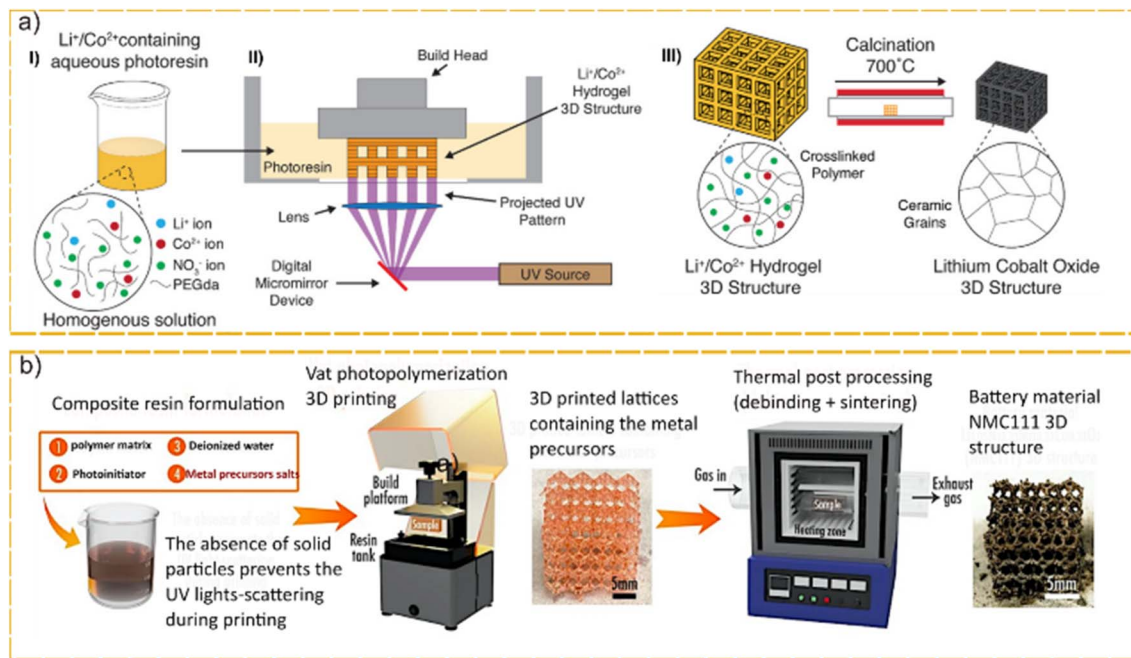 a)
I)
Li⁺/Co²⁺containing
aqueous photoresin
Li⁺ ion
Co²⁺ ion
NO₃⁻ ion
PEGda
Homogenous solution
II)
Build Head
Li⁺/Co²⁺
Hydrogel
3D Structure
Photoresin
Lens
Projected UV
Pattern
Digital
Micromirror
Device
UV Source
III)
Calcination
700°C
Crosslinked
Polymer
Ceramic
Grains
Li⁺/Co²⁺ Hydrogel
3D Structure
Lithium Cobalt Oxide
3D Structure
b)
Composite resin formulation
1 polymer matrix
2 Photoinitiator
3 Deionized water
4 Metal precursors salts
The absence of solid
particles prevents the
UV lights-scattering
during printing
Vat photopolymerization
3D printing
Build
platform
Sample
Resin
tank
3D printed lattices
containing the metal
precursors
5mm
Thermal post processing
(debinding + sintering)
Gas in
Sample
Heating zone
Exhaust
gas
Battery material
NMC111 3D
structure
5mm